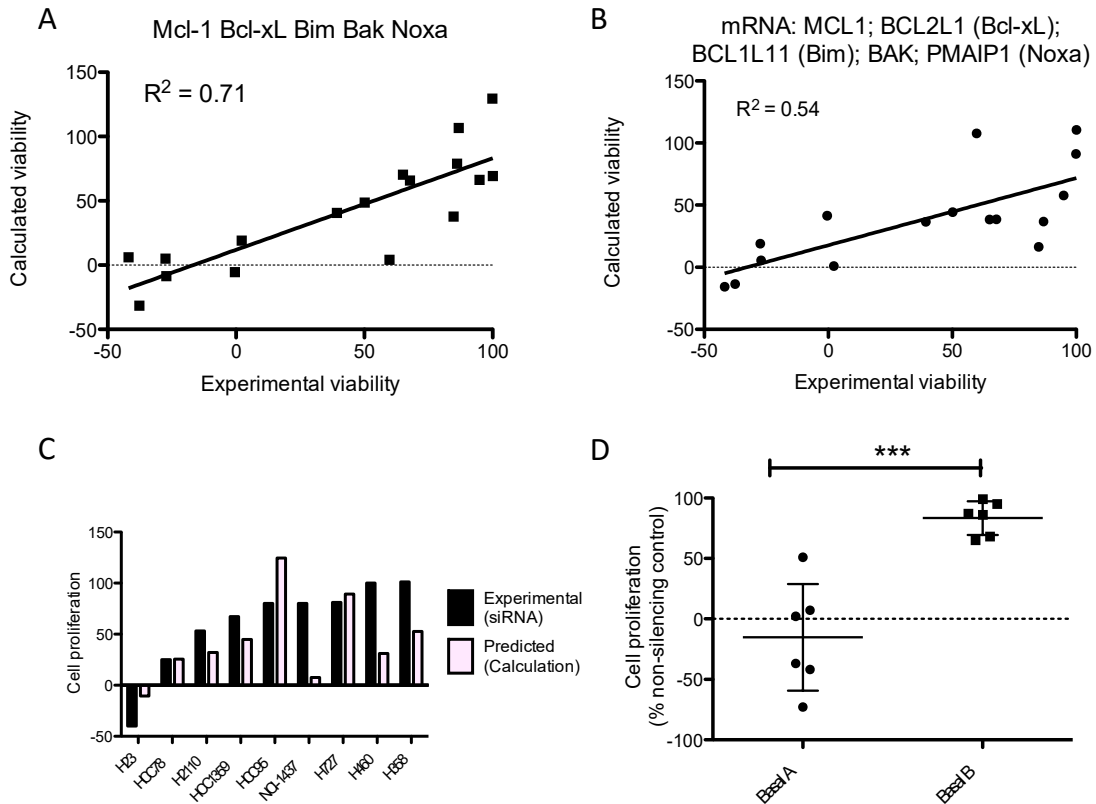 A
Mcl-1 Bcl-xL Bim Bak Noxa
R2 = 0.71
150
100
50
0
-50
-50
0
50
100
Calculated viability
Experimental viability
B
mRNA: MCL1; BCL2L1 (Bcl-xL);
BCL1L11 (Bim); BAK; PMAIP1 (Noxa)
R2 = 0.54
150
100
50
0
-50
-50
0
50
100
Calculated viability
Experimental viability
C
150
100
50
0
-50
Cell proliferation
H23
HCC78
H2110
HCC1369
HCC95
NCI-1437
H727
H460
H358
Experimental
(siRNA)
Predicted
(Calculation)
D
***
100
50
0
-50
-100
Cell proliferation
(% non-silencing control)
Basal A
Basal B